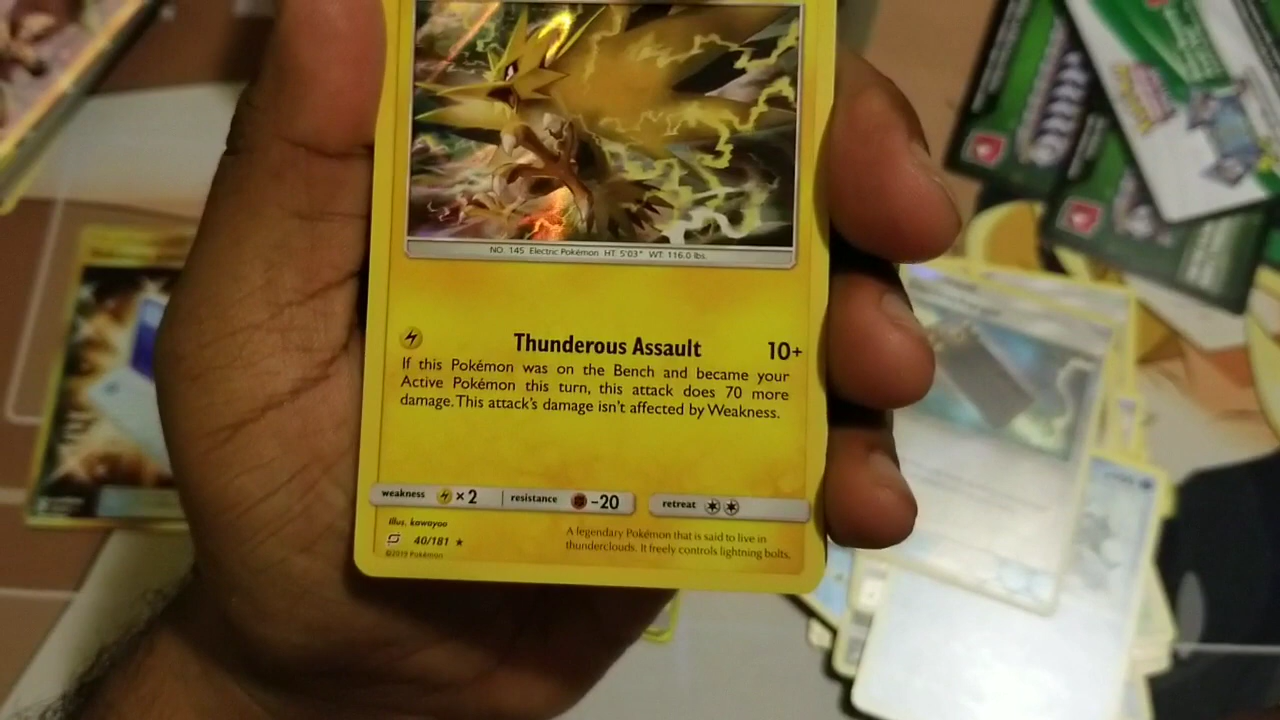 NO. 145 Electric Pokémon HT: 5'03" WT: 116.0 lbs.
Thunderous Assault 10+
If this Pokémon was on the Bench and became your
Active Pokémon this turn, this attack does 70 more
damage. This attack's damage isn't affected by Weakness.
weakness ×2 resistance -20 retreat
Illus. kawayoo
40/181 ★
©2019 Pokémon
A legendary Pokémon that is said to live in
thunderclouds. It freely controls lightning bolts.